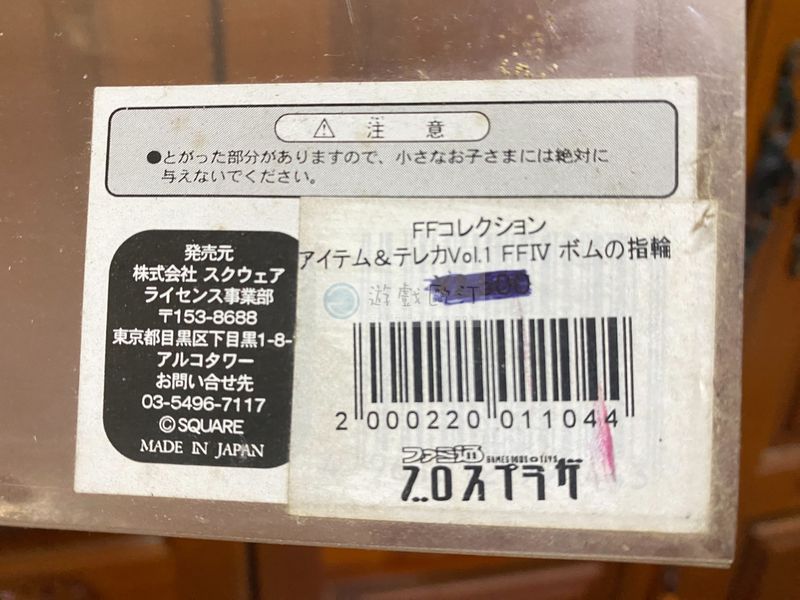 ⚠ 注意
●とがった部分がありますので、小さなお子さまには絶対に
与えないでください。
発売元
株式会社 スクウェア
ライセンス事業部
〒153-8688
東京都目黒区下目黒1-8-
アルコタワー
お問い合せ先
03-5496-7117
©SQUARE
MADE IN JAPAN
FFコレクション
アイテム&テレカVol.1 FFⅣ ボムの指輪
遊戲
2 000220 011044
ファミ通
GAMES
ブロスプラザ